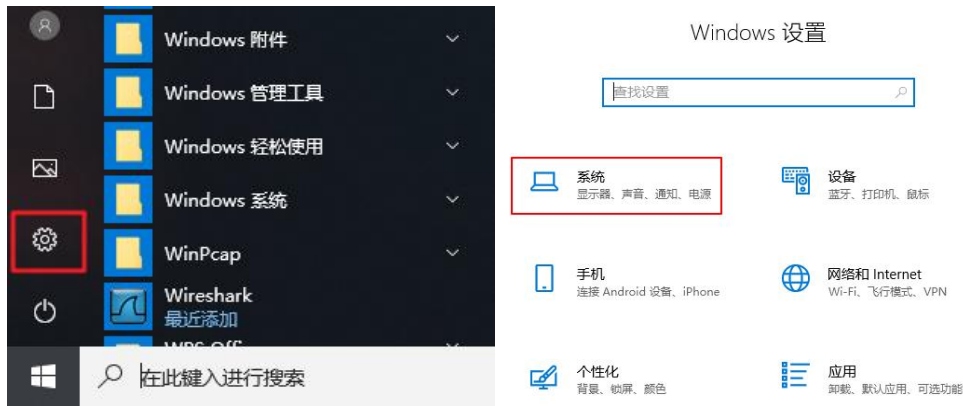 Windows 附件
Windows 管理工具
Windows 轻松使用
Windows 系统
WinPcap
Wireshark
最近添加
在此键入进行搜索
Windows 设置
查找设置
系统
显示器、声音、通知、电源
设备
蓝牙、打印机、鼠标
手机
连接 Android 设备、iPhone
网络和 Internet
Wi-Fi、飞行模式、VPN
个性化
背景、锁屏、颜色
应用
卸载、默认应用、可选功能